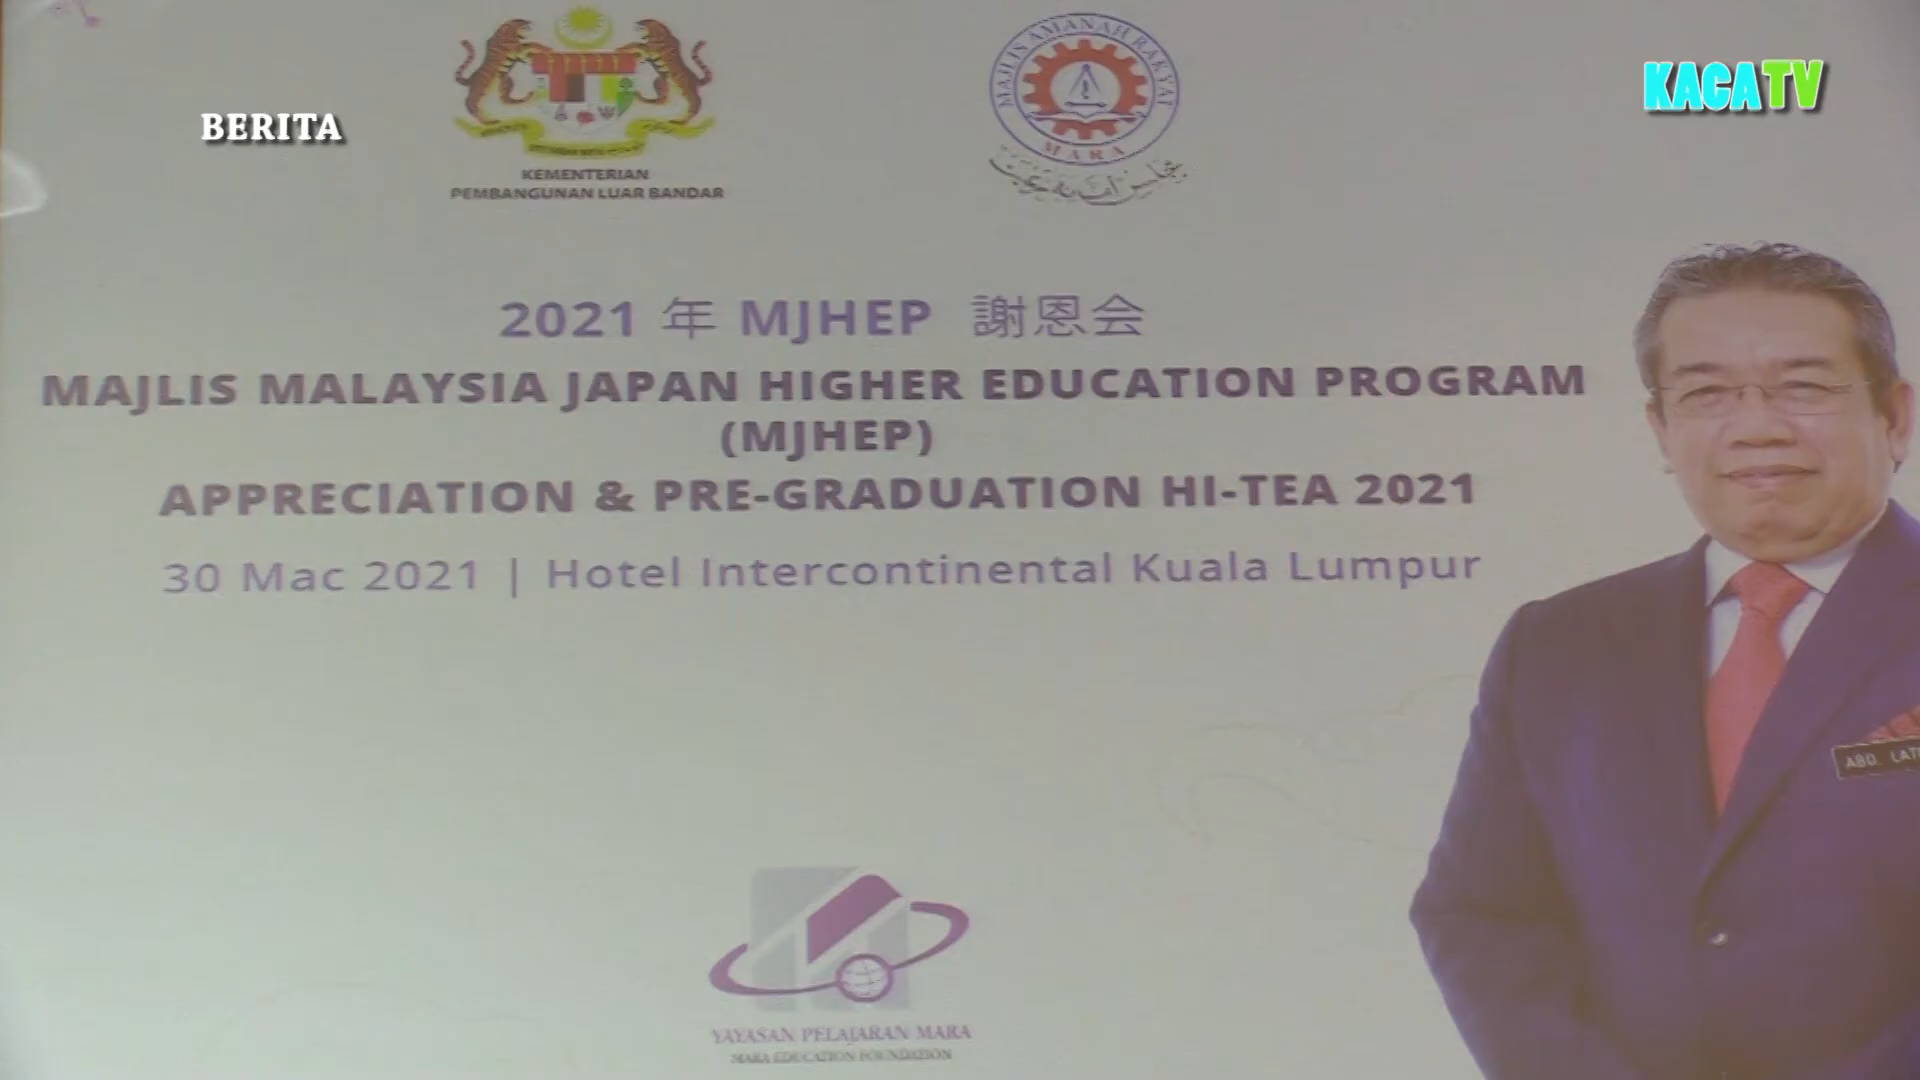 BERITA
KACATV
KEMENTERIAN
PEMBANGUNAN LUAR BANDAR
MAJLIS AMANAH RAKYAT
MARA
2021 年 MJHEP 謝恩会
MAJLIS MALAYSIA JAPAN HIGHER EDUCATION PROGRAM
(MJHEP)
APPRECIATION & PRE-GRADUATION HI-TEA 2021
30 Mac 2021 | Hotel Intercontinental Kuala Lumpur
ABD. LAT
YAYASAN PELAJARAN MARA
MARA EDUCATION FOUNDATION